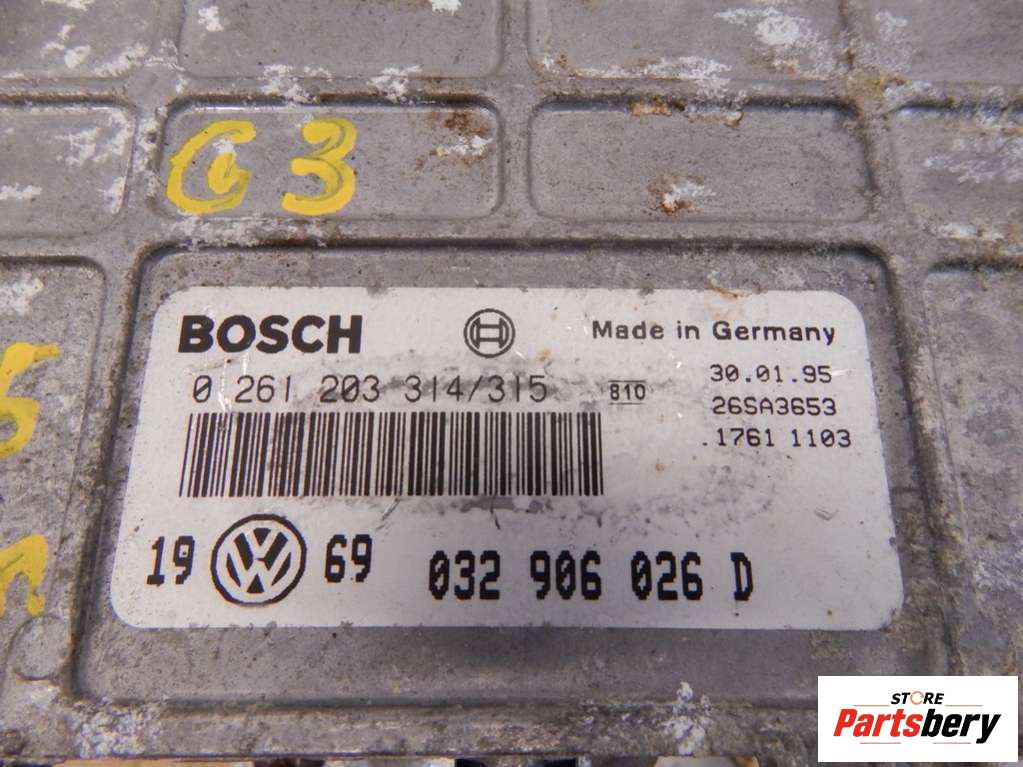 G3
BOSCH
Made in Germany
0 261 203 314/315
810
30.01.95
26SA3653
.1761 1103
5
19 69 032 906 026 D
STORE
Partsbery